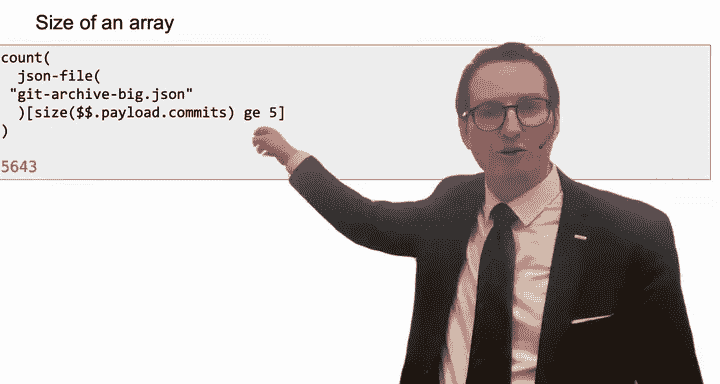 Size of an array
count(
json-file(
"git-archive-big.json"
)[size($$.payload.commits) ge 5]
)
5643